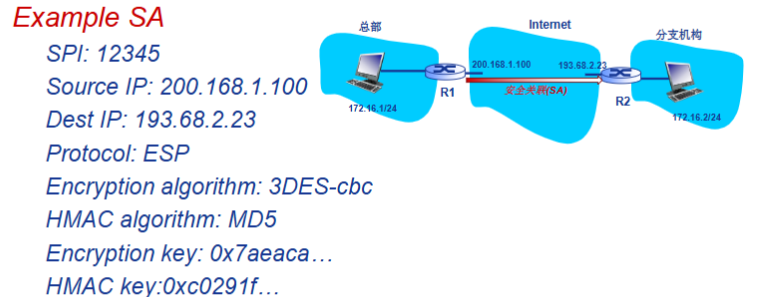 Example SA
SPI: 12345
Source IP: 200.168.1.100
Dest IP: 193.68.2.23
Protocol: ESP
Encryption algorithm: 3DES-cbc
HMAC algorithm: MD5
Encryption key: 0x7aeaca…
HMAC key:0xc0291f…
总部
Internet
分支机构
200.168.1.100
193.68.2.23
R1
安全关联(SA)
R2
172.16.1/24
172.16.2/24